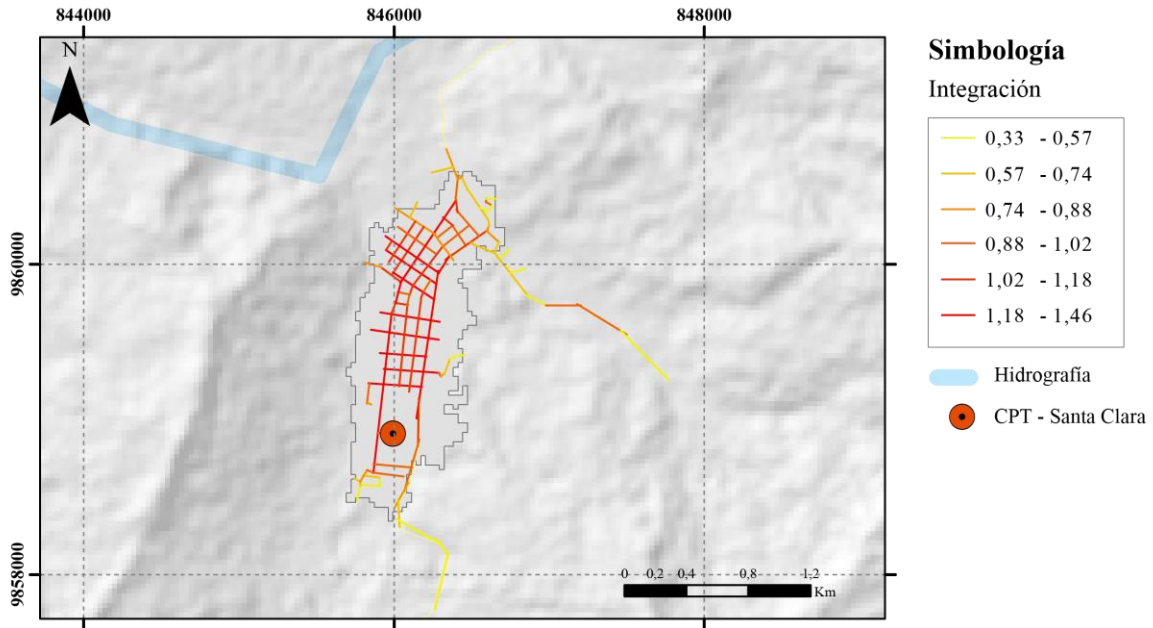 844000 846000 848000
N
9860000
9858000
0 0,2 0,4 0,8 1,2
Km
Simbología
Integración
0,33 - 0,57
0,57 - 0,74
0,74 - 0,88
0,88 - 1,02
1,02 - 1,18
1,18 - 1,46
Hidrografía
CPT - Santa Clara